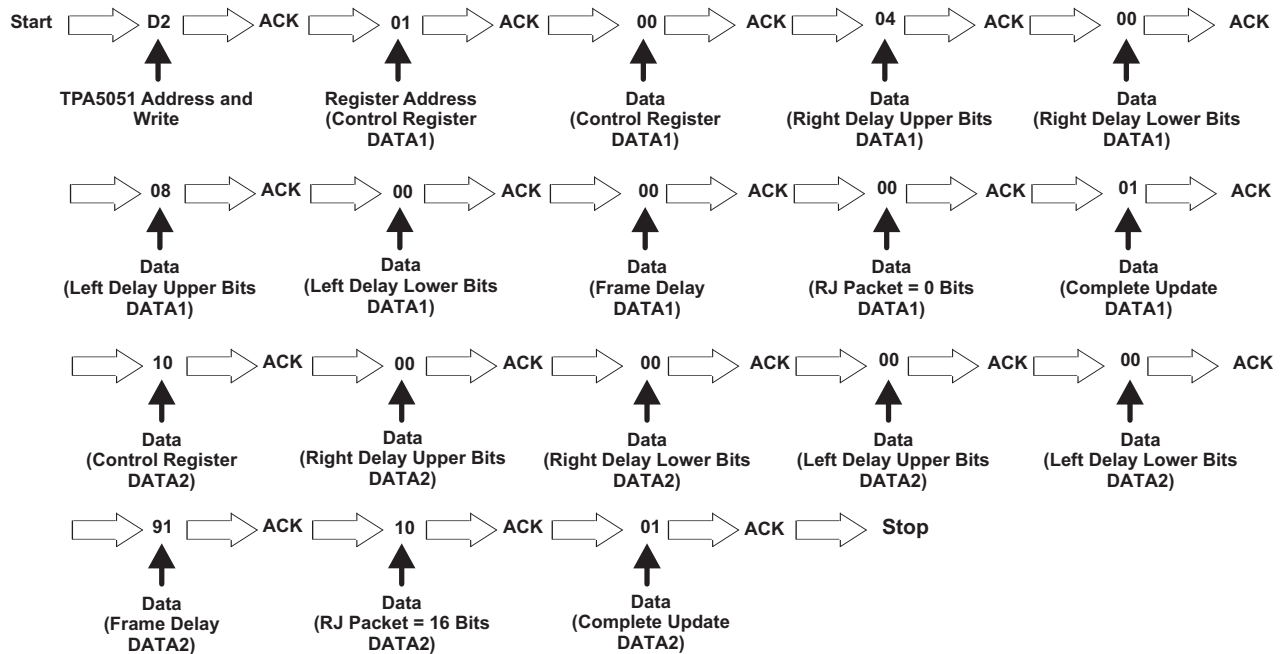 Start D2 ACK 01 ACK 00 ACK 04 ACK 00 ACK
TPA5051 Address and
Write
Register Address
(Control Register
DATA1)
Data
(Control Register
DATA1)
Data
(Right Delay Upper Bits
DATA1)
Data
(Right Delay Lower Bits
DATA1)
08 ACK 00 ACK 00 ACK 00 ACK 01 ACK
Data
(Left Delay Upper Bits
DATA1)
Data
(Left Delay Lower Bits
DATA1)
Data
(Frame Delay
DATA1)
Data
(RJ Packet = 0 Bits
DATA1)
Data
(Complete Update
DATA1)
10 ACK 00 ACK 00 ACK 00 ACK 00 ACK
Data
(Control Register
DATA2)
Data
(Right Delay Upper Bits
DATA2)
Data
(Right Delay Lower Bits
DATA2)
Data
(Left Delay Upper Bits
DATA2)
Data
(Left Delay Lower Bits
DATA2)
91 ACK 10 ACK 01 ACK Stop
Data
(Frame Delay
DATA2)
Data
(RJ Packet = 16 Bits
DATA2)
Data
(Complete Update
DATA2)